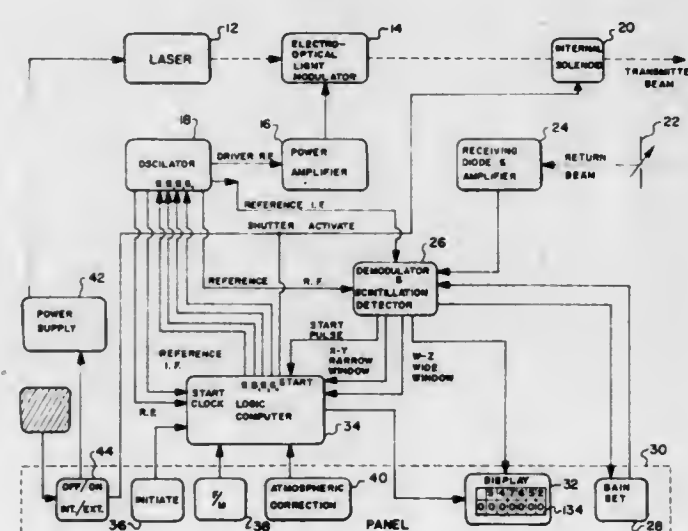 12
LASER
ELECTRO-
OPTICAL
LIGHT
MODULATOR
14
INTERNAL
SOLENOID
20
TRANSMITTE
BEAM
18
OSCILATOR
DRIVER R.F.
16
POWER
AMPLIFIER
24
RECEIVING
DIODE &
AMPLIFIER
RETURN
BEAM
22
REFERENCE I.F.
SHUTTER ACTIVATE
26
DEMODULATOR
&
SCINTILLATION
DETECTOR
REFERENCE R.F.
42
POWER
SUPPLY
START
PULSE
X-Y
NARROW
WINDOW
W-Z
WIDE
WINDOW
REFERENCE
I.F.
START
CLOCK
START
LOGIC
COMPUTER
R.F.
34
44
OFF/ON
INT./EXT.
INITIATE
36
F/M
38
ATMOSPHERIC
CORRECTION
40
PANEL
DISPLAY
32
134
30
GAIN
SET
28